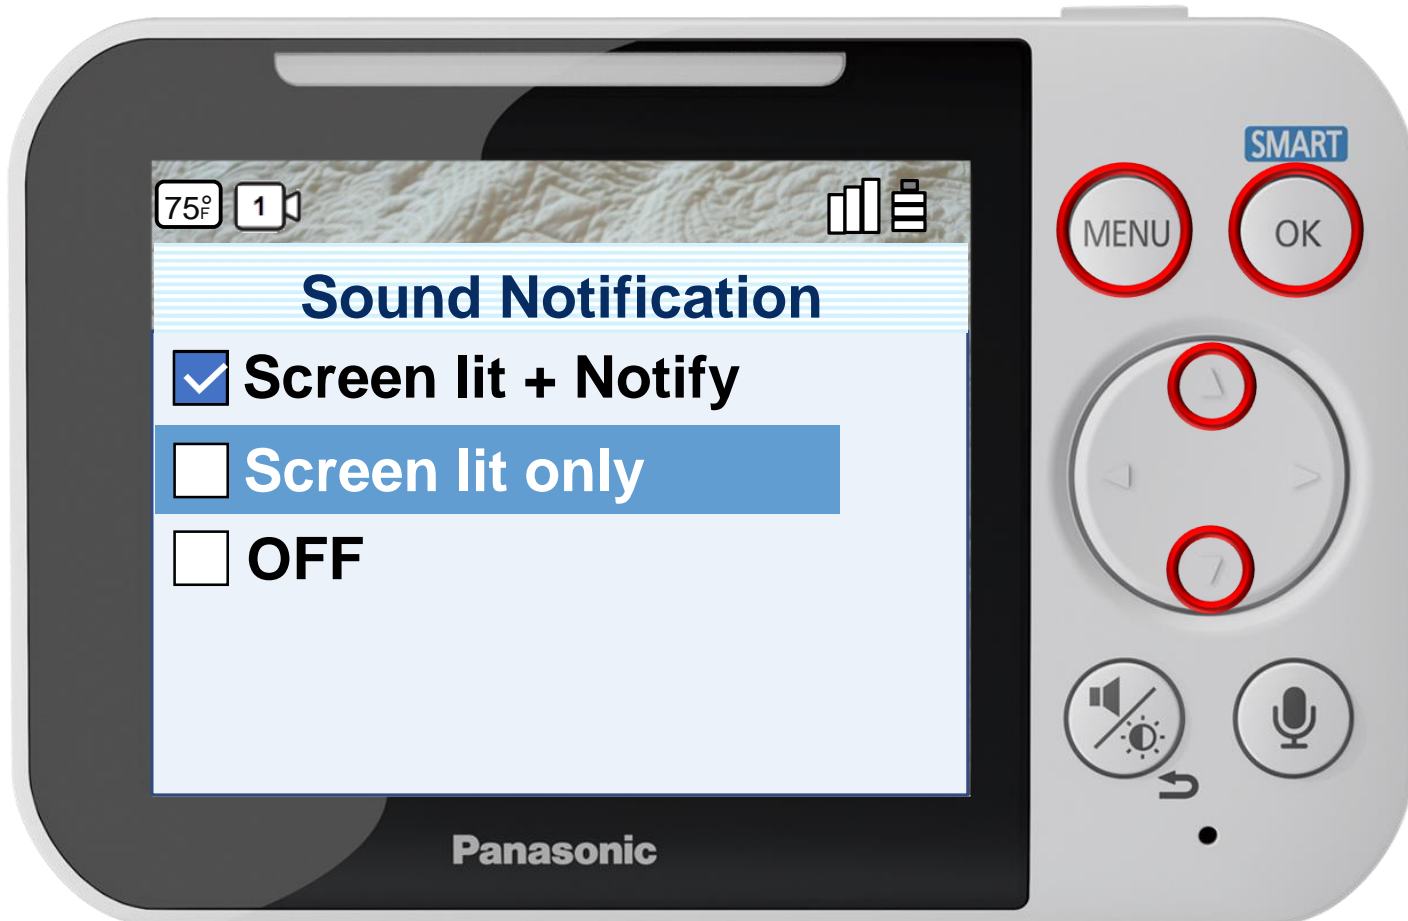 SMART
75°F 1
MENU OK
Sound Notification
Screen lit + Notify
Screen lit only
OFF
Panasonic